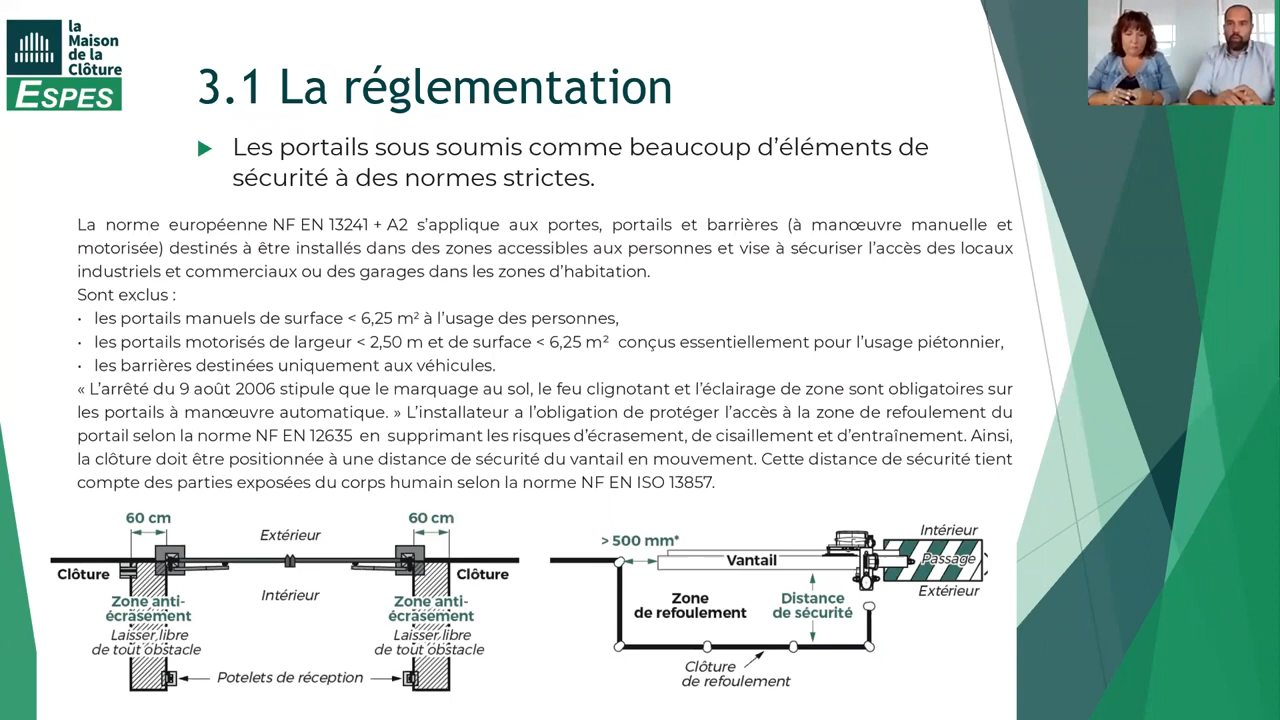 la
Maison
de la
Clôture
ESPES
3.1 La réglementation
Les portails sous soumis comme beaucoup d’éléments de
sécurité à des normes strictes.
La norme européenne NF EN 13241 + A2 s’applique aux portes, portails et barrières (à manœuvre manuelle et
motorisée) destinés à être installés dans des zones accessibles aux personnes et vise à sécuriser l’accès des locaux
industriels et commerciaux ou des garages dans les zones d’habitation.
Sont exclus :
• les portails manuels de surface < 6,25 m² à l’usage des personnes,
• les portails motorisés de largeur < 2,50 m et de surface < 6,25 m² conçus essentiellement pour l’usage piétonnier,
• les barrières destinées uniquement aux véhicules.
« L’arrêté du 9 août 2006 stipule que le marquage au sol, le feu clignotant et l’éclairage de zone sont obligatoires sur
les portails à manœuvre automatique. » L’installateur a l’obligation de protéger l’accès à la zone de refoulement du
portail selon la norme NF EN 12635 en supprimant les risques d’écrasement, de cisaillement et d’entraînement. Ainsi,
la clôture doit être positionnée à une distance de sécurité du vantail en mouvement. Cette distance de sécurité tient
compte des parties exposées du corps humain selon la norme NF EN ISO 13857.
60 cm
60 cm
Extérieur
Clôture
Clôture
Intérieur
Zone anti-
écrasement
Laisser libre
de tout obstacle
Zone anti-
écrasement
Laisser libre
de tout obstacle
Potelets de réception
> 500 mm*
Vantail
Intérieur
Passage
Extérieur
Zone
de refoulement
Distance
de sécurité
Clôture
de refoulement